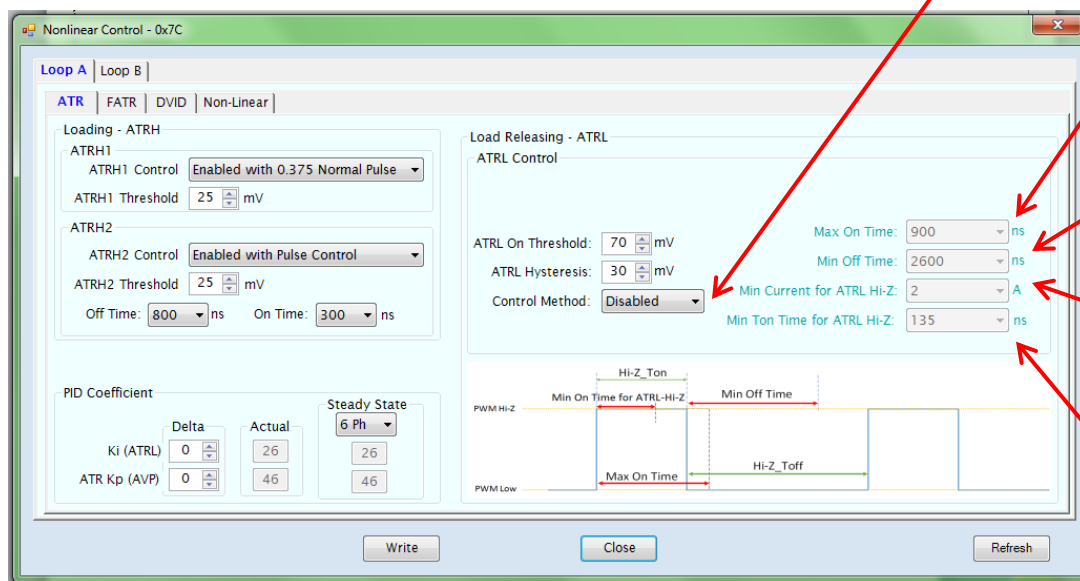 Nonlinear Control - 0x7C
x
Loop A Loop B
ATR FATR DVID Non-Linear
Loading - ATRH
ATRH1
ATRH1 Control Enabled with 0.375 Normal Pulse
ATRH1 Threshold 25 mV
ATRH2
ATRH2 Control Enabled with Pulse Control
ATRH2 Threshold 25 mV
Off Time: 800 ns On Time: 300 ns
PID Coefficient
Delta Actual Steady State
6 Ph
Ki (ATRL) 0 26 26
ATR Kp (AVP) 0 46 46
Load Releasing - ATRL
ATRL Control
ATRL On Threshold: 70 mV
ATRL Hysteresis: 30 mV
Control Method: Disabled
Max On Time: 900 ns
Min Off Time: 2600 ns
Min Current for ATRL Hi-Z: 2 A
Min Ton Time for ATRL Hi-Z: 135 ns
Hi-Z_Ton
Min On Time for ATRL-Hi-Z Min Off Time
PWM Hi-Z
Hi-Z_Toff
Max On Time
PWM Low
Write Close Refresh